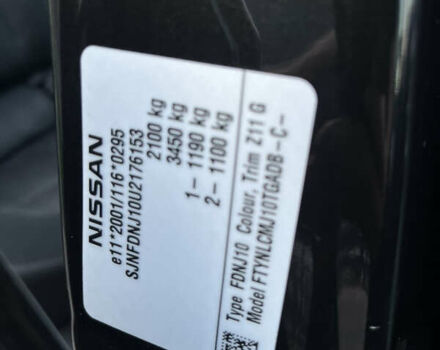 NISSAN
e11*2001/116*0295
SJNFDNJ10U2176153
2100 kg
3450 kg
1– 1190 kg
2– 1100 kg
Type FDNJ10 Colour, Trim Z11 G
Model FTYNLCMJ10TGADB-C-